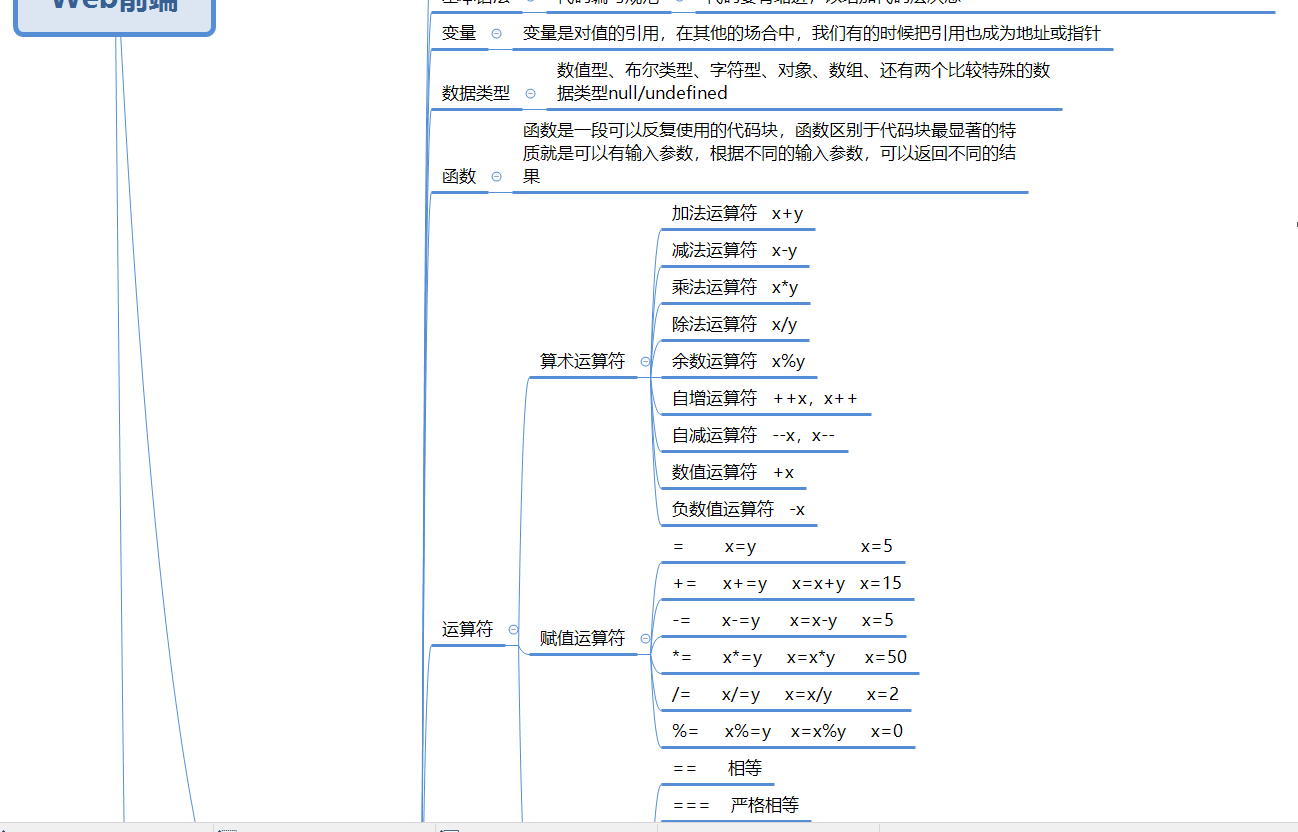 Web前端
变量
变量是对值的引用，在其他的场合中，我们有的时候把引用也成为地址或指针
数据类型
数值型、布尔类型、字符型、对象、数组、还有两个比较特殊的数
据类型null/undefined
函数
函数是一段可以反复使用的代码块，函数区别于代码块最显著的特
质就是可以有输入参数，根据不同的输入参数，可以返回不同的结
果
运算符
算术运算符
加法运算符 x+y
减法运算符 x-y
乘法运算符 x*y
除法运算符 x/y
余数运算符 x%y
自增运算符 ++x，x++
自减运算符 --x，x--
数值运算符 +x
负数值运算符 -x
赋值运算符
= x=y x=5
+= x+=y x=x+y x=15
-= x-=y x=x-y x=5
*= x*=y x=x*y x=50
/= x/=y x=x/y x=2
%= x%=y x=x%y x=0
== 相等
=== 严格相等